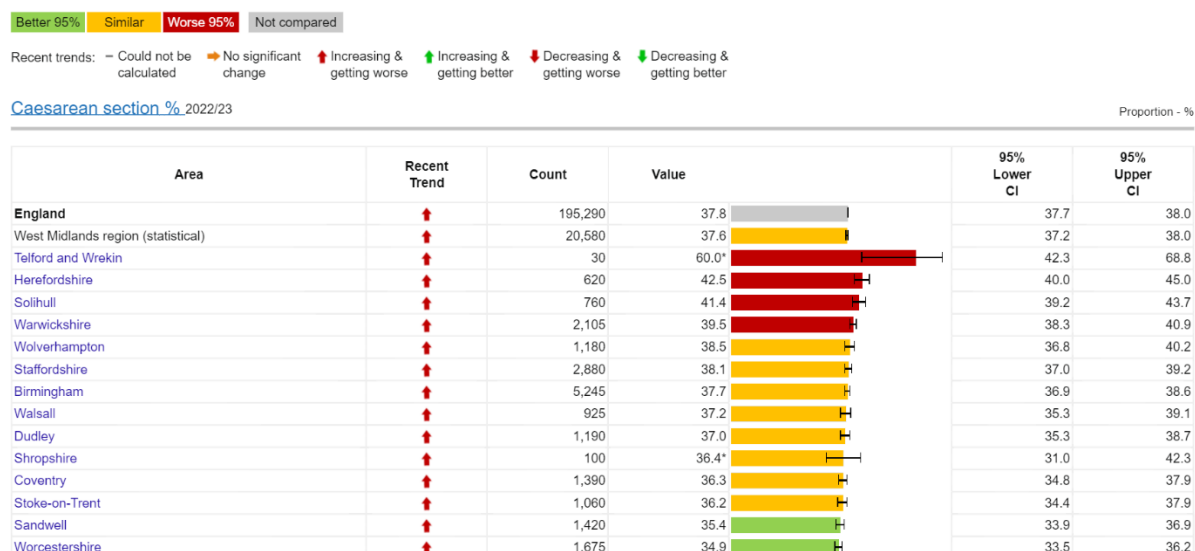 Better 95% Similar Worse 95% Not compared
Recent trends: – Could not be calculated No significant change Increasing & getting worse Increasing & getting better Decreasing & getting worse Decreasing & getting better
Caesarean section % 2022/23 Proportion - %
Area Recent Trend Count Value 95% Lower CI 95% Upper CI
England 195,290 37.8 37.7 38.0
West Midlands region (statistical) 20,580 37.6 37.2 38.0
Telford and Wrekin 30 60.0* 42.3 68.8
Herefordshire 620 42.5 40.0 45.0
Solihull 760 41.4 39.2 43.7
Warwickshire 2,105 39.5 38.3 40.9
Wolverhampton 1,180 38.5 36.8 40.2
Staffordshire 2,880 38.1 37.0 39.2
Birmingham 5,245 37.7 36.9 38.6
Walsall 925 37.2 35.3 39.1
Dudley 1,190 37.0 35.3 38.7
Shropshire 100 36.4* 31.0 42.3
Coventry 1,390 36.3 34.8 37.9
Stoke-on-Trent 1,060 36.2 34.4 37.9
Sandwell 1,420 35.4 33.9 36.9
Worcestershire 1,675 34.9 33.5 36.2